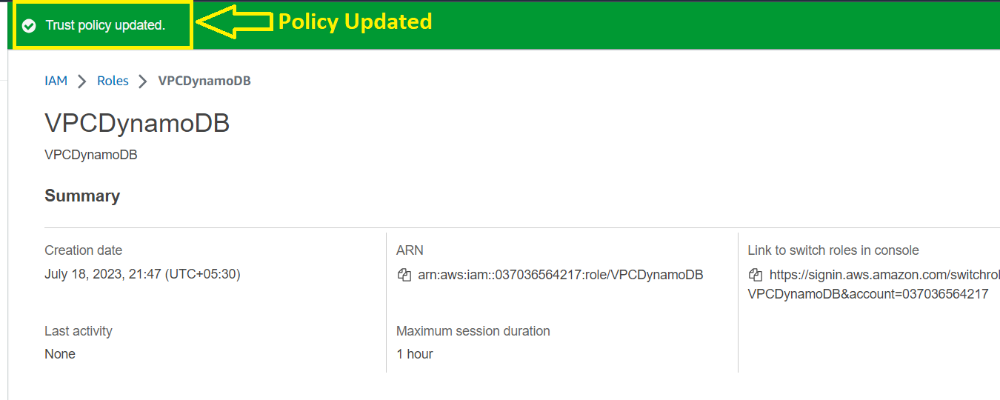 Trust policy updated.
Policy Updated
IAM > Roles > VPCDynamoDB
VPCDynamoDB
VPCDynamoDB
Summary
Creation date
July 18, 2023, 21:47 (UTC+05:30)
ARN
arn:aws:iam::037036564217:role/VPCDynamoDB
Link to switch roles in console
https://signin.aws.amazon.com/switchrol
VPCDynamoDB&account=037036564217
Last activity
None
Maximum session duration
1 hour